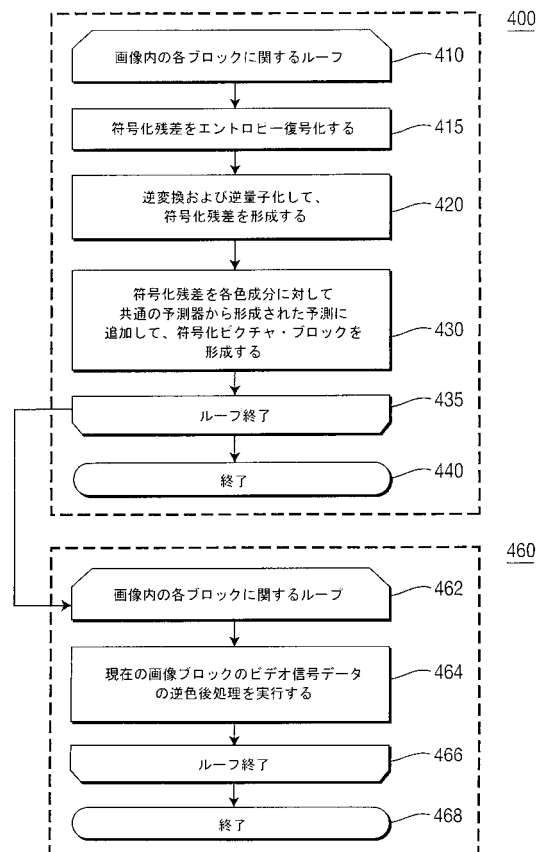 400
画像内の各ブロックに関するループ
410
符号化残差をエントロピー復号化する
415
逆変換および逆量子化して、
符号化残差を形成する
420
符号化残差を各色成分に対して
共通の予測器から形成された予測に
追加して、符号化ピクチャ・ブロックを
形成する
430
ループ終了
435
終了
440
460
画像内の各ブロックに関するループ
462
現在の画像ブロックのビデオ信号データ
の逆色後処理を実行する
464
ループ終了
466
終了
468